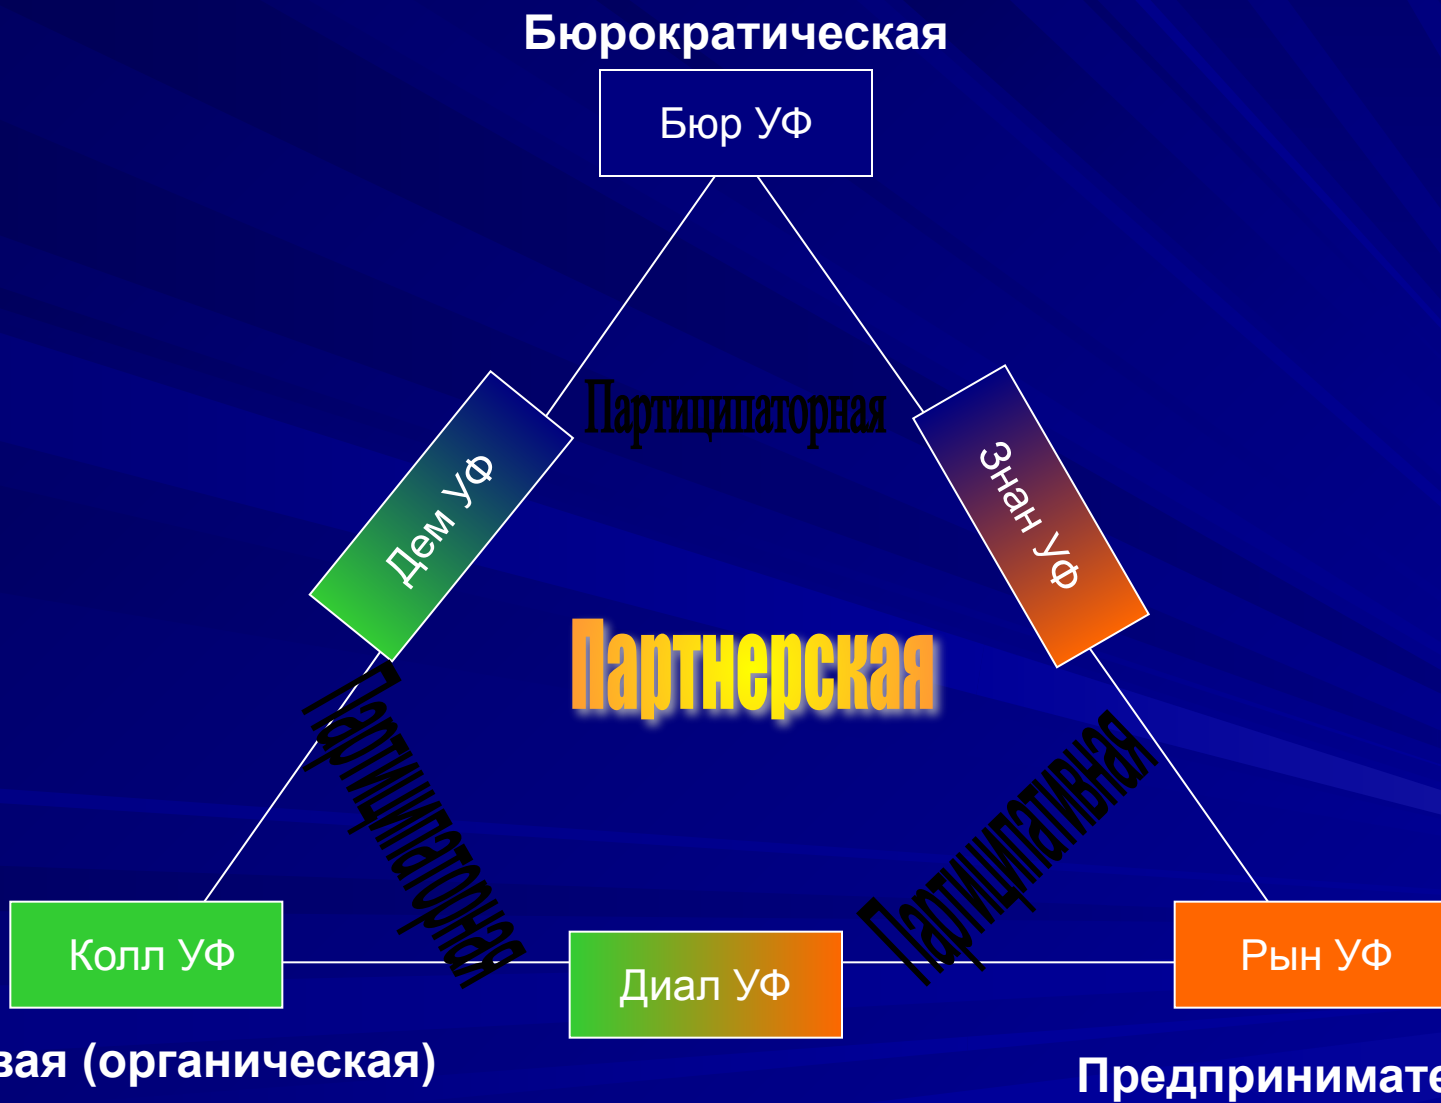 Бюрократическая
Бюр УФ
Партиципаторная
Дем УФ
Знан УФ
Партнерская
Партиципаторная
Партиципативная
Колл УФ
Диал УФ
Рын УФ
вая (органическая)
Предпринимате